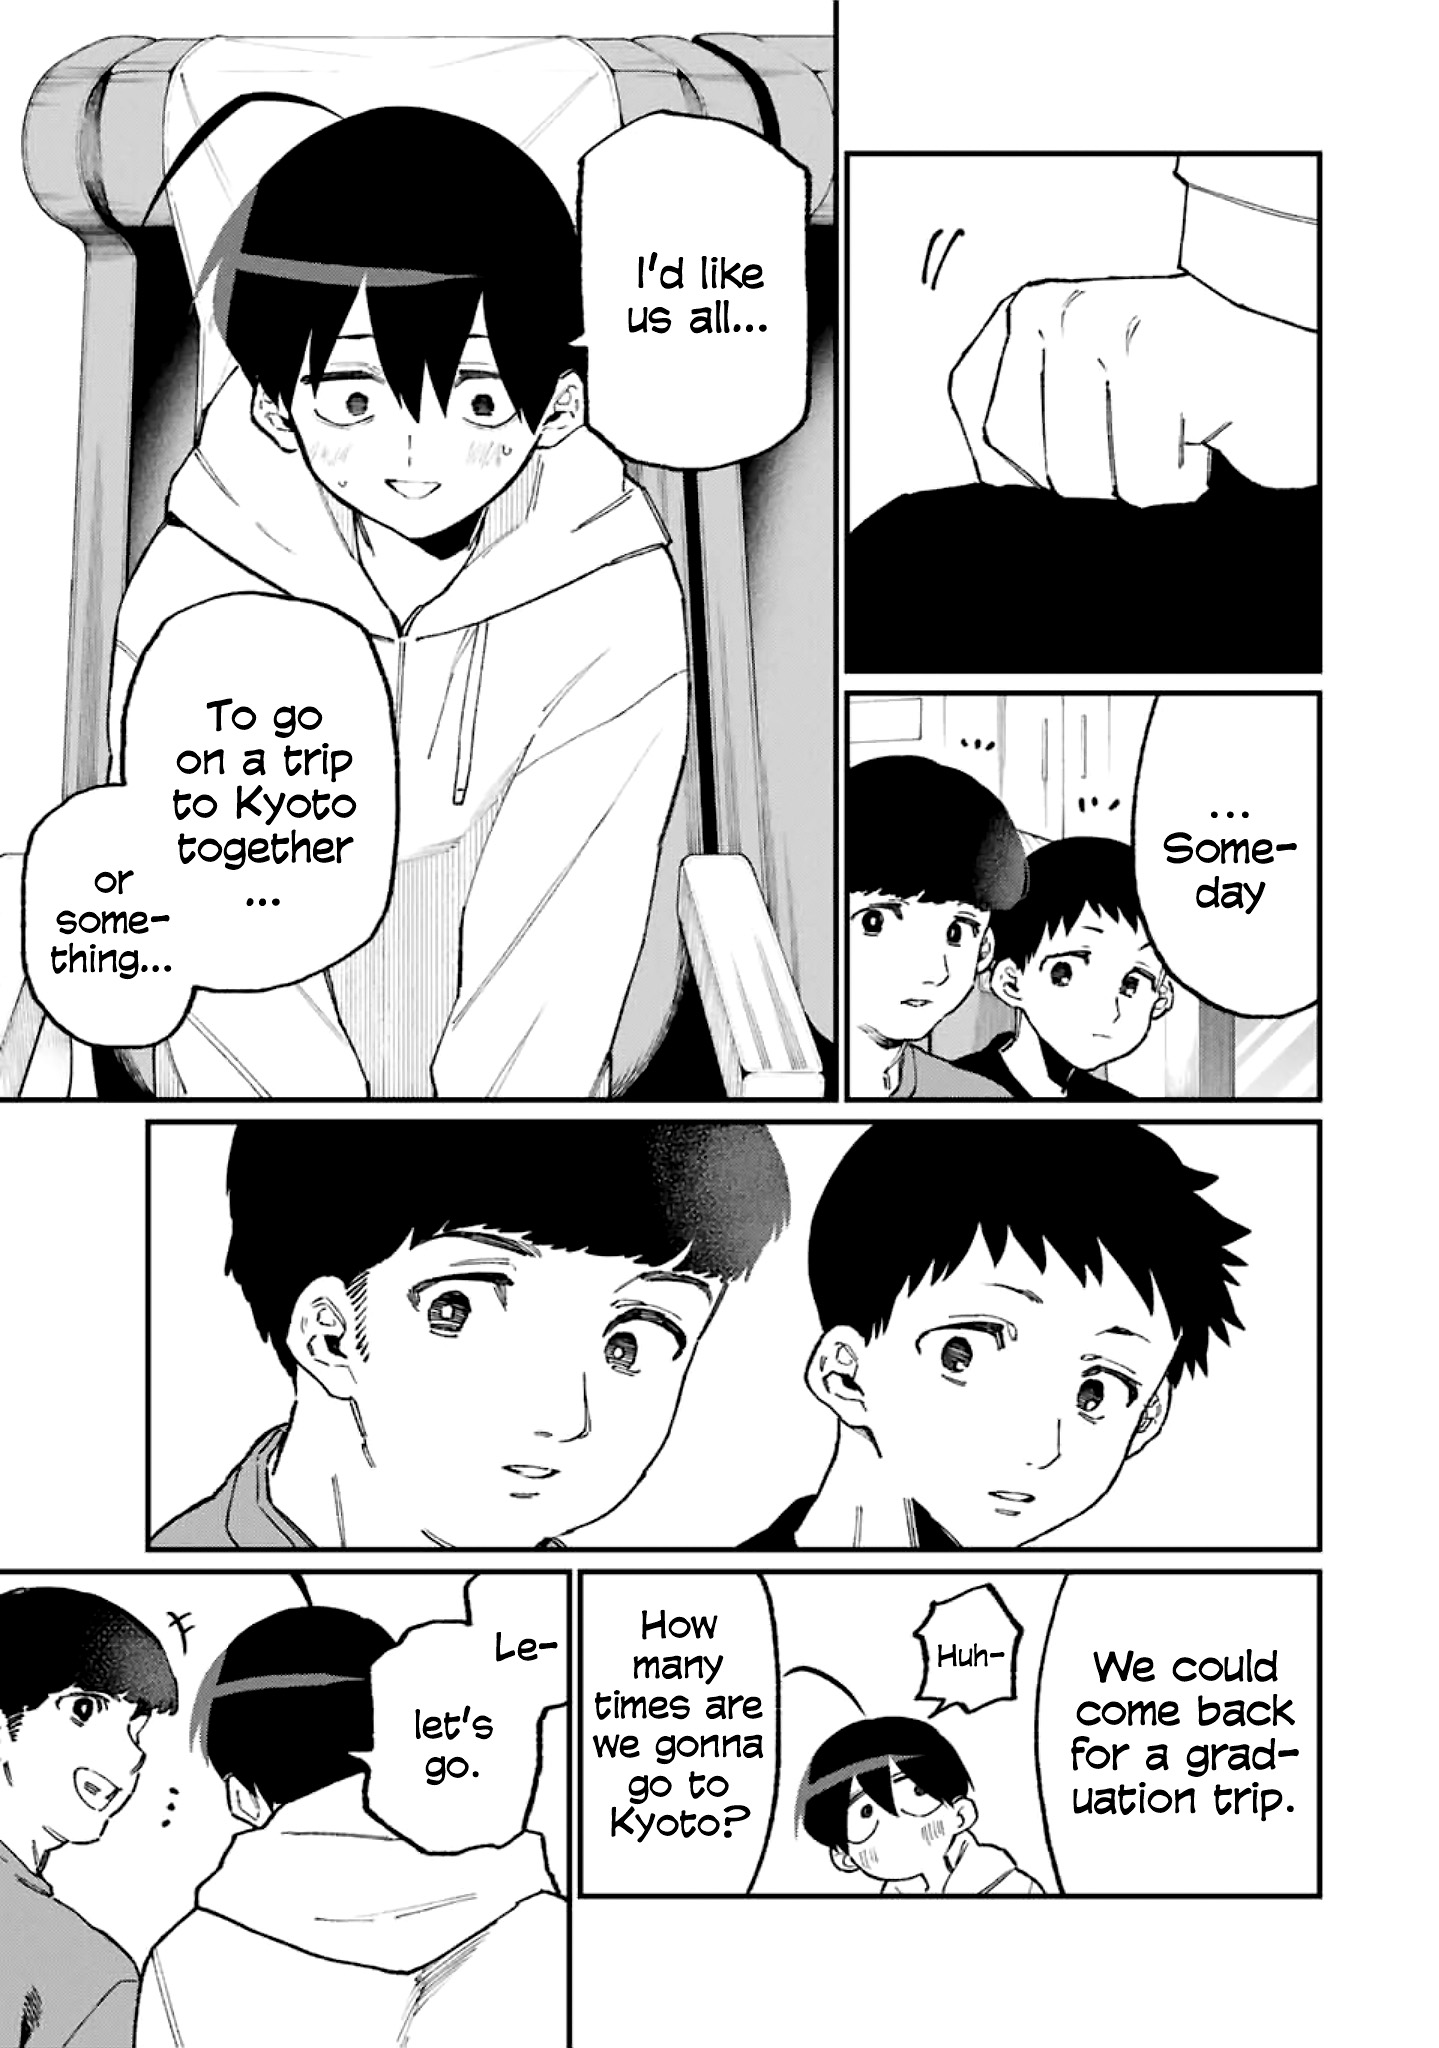 ...
Some-
day
I'd like
us all...
To go
on a trip
to Kyoto
together
...
or
some-
thing...
We could
come back
for a grad-
uation trip.
Huh-
How
many
times are
we gonna
go to
Kyoto?
Le-
let's
go.